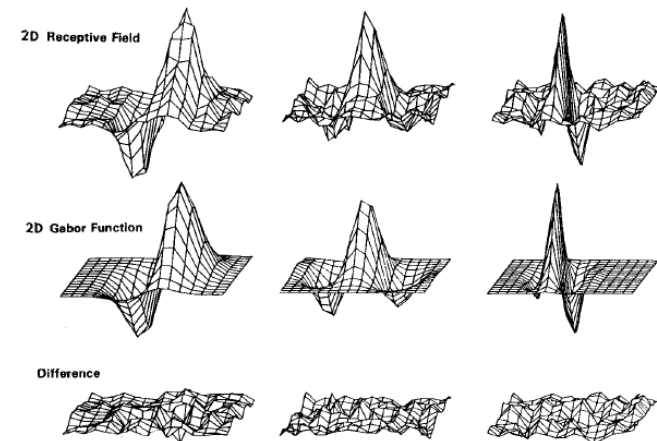 2D Receptive Field
2D Gabor Function
Difference